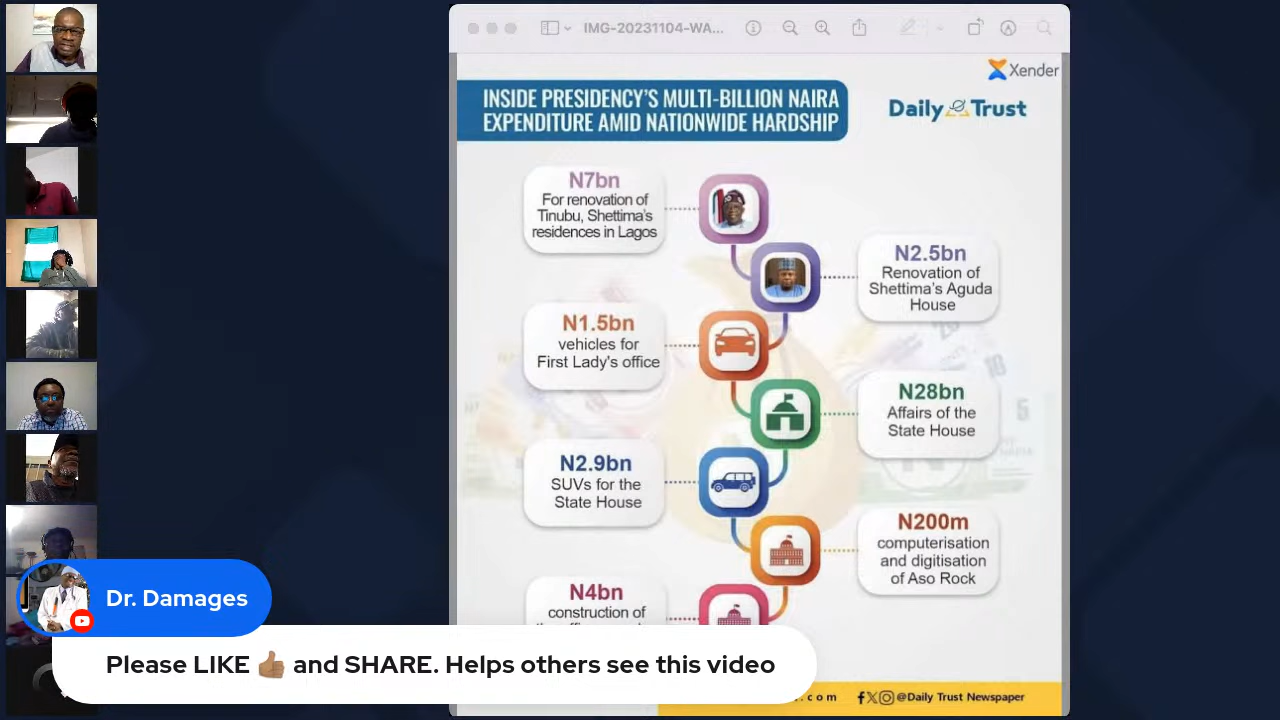 IMG-20231104-WA...
Xender
INSIDE PRESIDENCY'S MULTI-BILLION NAIRA
EXPENDITURE AMID NATIONWIDE HARDSHIP
Daily Trust
N7bn
For renovation of
Tinubu, Shettima's
residences in Lagos
N2.5bn
Renovation of
Shettima's Aguda
House
N1.5bn
vehicles for
First Lady's office
N28bn
Affairs of the
State House
N2.9bn
SUVs for the
State House
N200m
computerisation
and digitisation
of Aso Rock
N4bn
construction of
Dr. Damages
Please LIKE 👍🏽 and SHARE. Helps others see this video
.com
@Daily Trust Newspaper